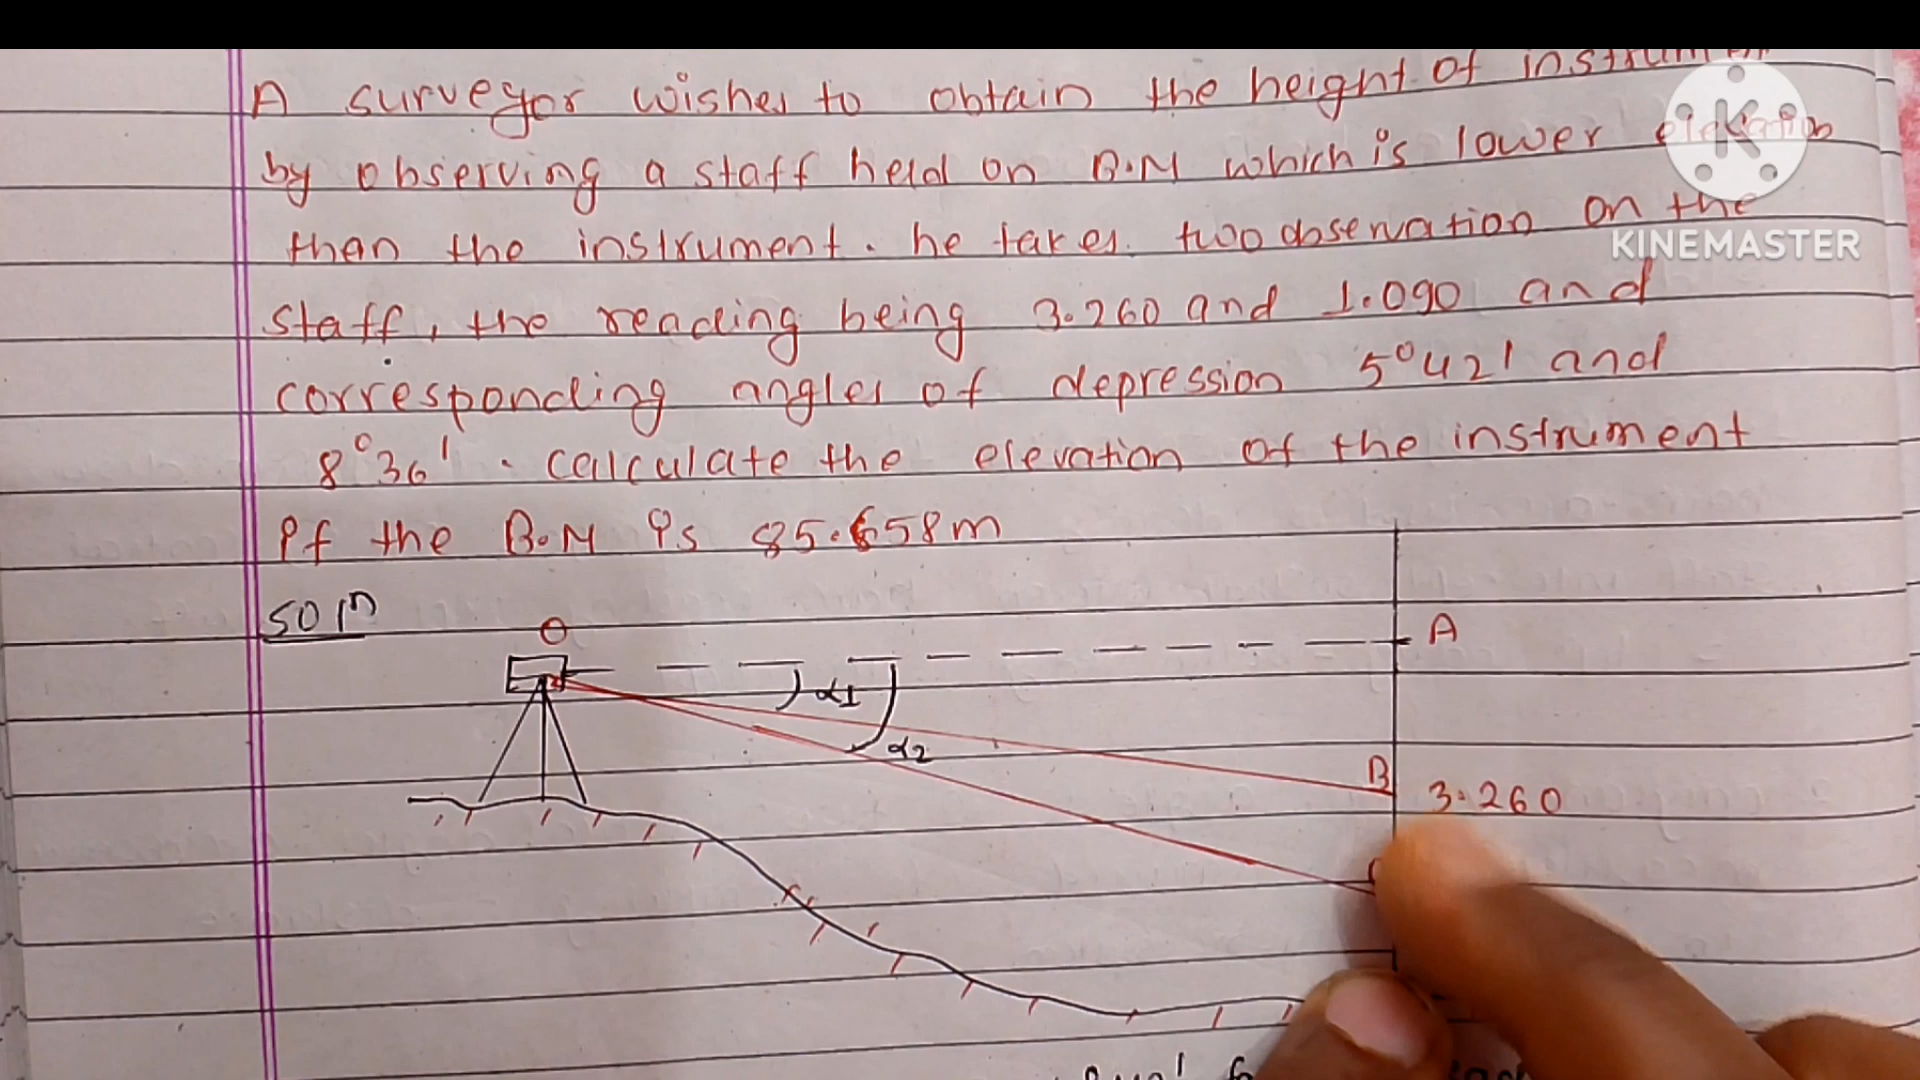 A surveyor wishes to obtain the height of
by observing a staff held on B.M which is lower
than the instrument. he takes two observation on the
KINEMASTER
staff, the reading being 3.260 and 1.090 and
corresponding angles of depression 5°42' and
8°36'. calculate the elevation of the instrument
if the B.M is 85.658m
soln
O
A
α1
α2
B
3.260